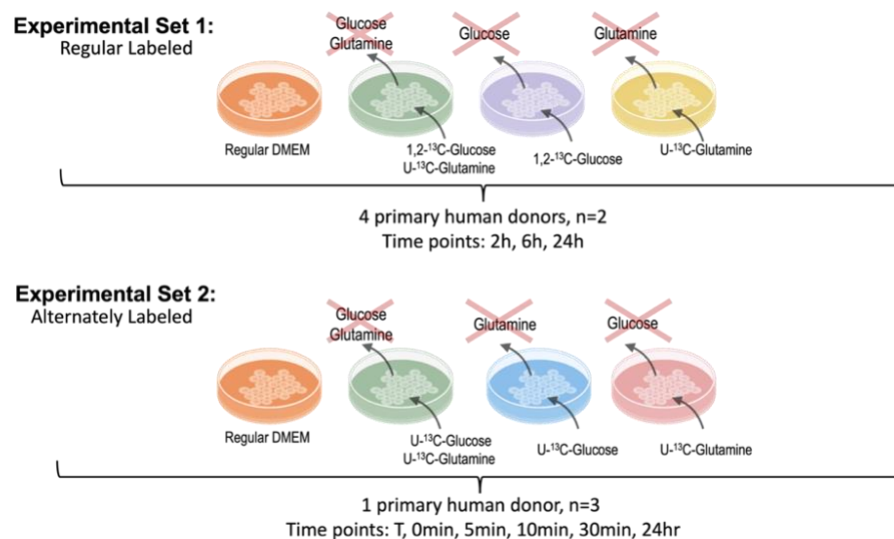 Experimental Set 1:
Regular Labeled
Glucose
Glutamine
Glucose
Glutamine
Regular DMEM
1,2-¹³C-Glucose
U-¹³C-Glutamine
1,2-¹³C-Glucose
U-¹³C-Glutamine
4 primary human donors, n=2
Time points: 2h, 6h, 24h
Experimental Set 2:
Alternately Labeled
Glucose
Glutamine
Glutamine
Glucose
Regular DMEM
U-¹³C-Glucose
U-¹³C-Glutamine
U-¹³C-Glucose
U-¹³C-Glutamine
1 primary human donor, n=3
Time points: T, 0min, 5min, 10min, 30min, 24hr